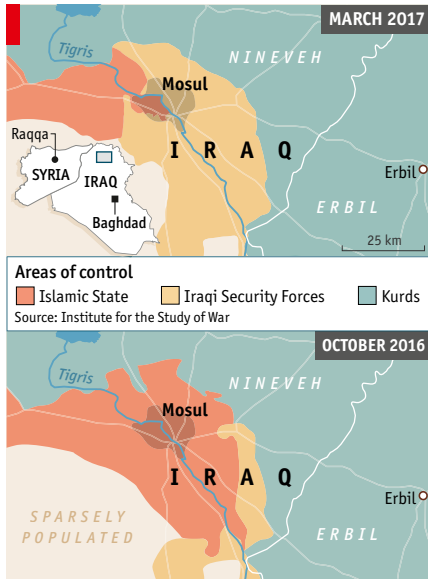 MARCH 2017
Tigris
NINEVEH
Mosul
IRAQ
Raqqa
SYRIA
IRAQ
Baghdad
Erbil
ERBIL
25 km
Areas of control
Islamic State
Iraqi Security Forces
Kurds
Source: Institute for the Study of War
OCTOBER 2016
Tigris
NINEVEH
Mosul
IRAQ
Erbil
SPARSELY
POPULATED
ERBIL